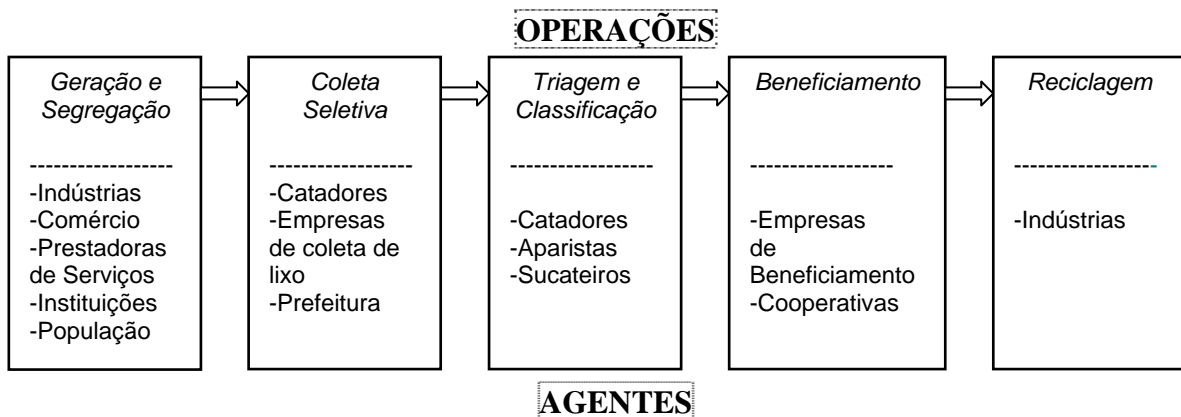 OPERAÇÕES
Geração e
Segregação
------------------
-Indústrias
-Comércio
-Prestadoras
de Serviços
-Instituições
-População
Coleta
Seletiva
------------------
-Catadores
-Empresas
de coleta de
lixo
-Prefeitura
Triagem e
Classificação
------------------
-Catadores
-Aparistas
-Sucateiros
Beneficiamento
------------------
-Empresas
de
Beneficiamento
-Cooperativas
Reciclagem
------------------
-Indústrias
AGENTES